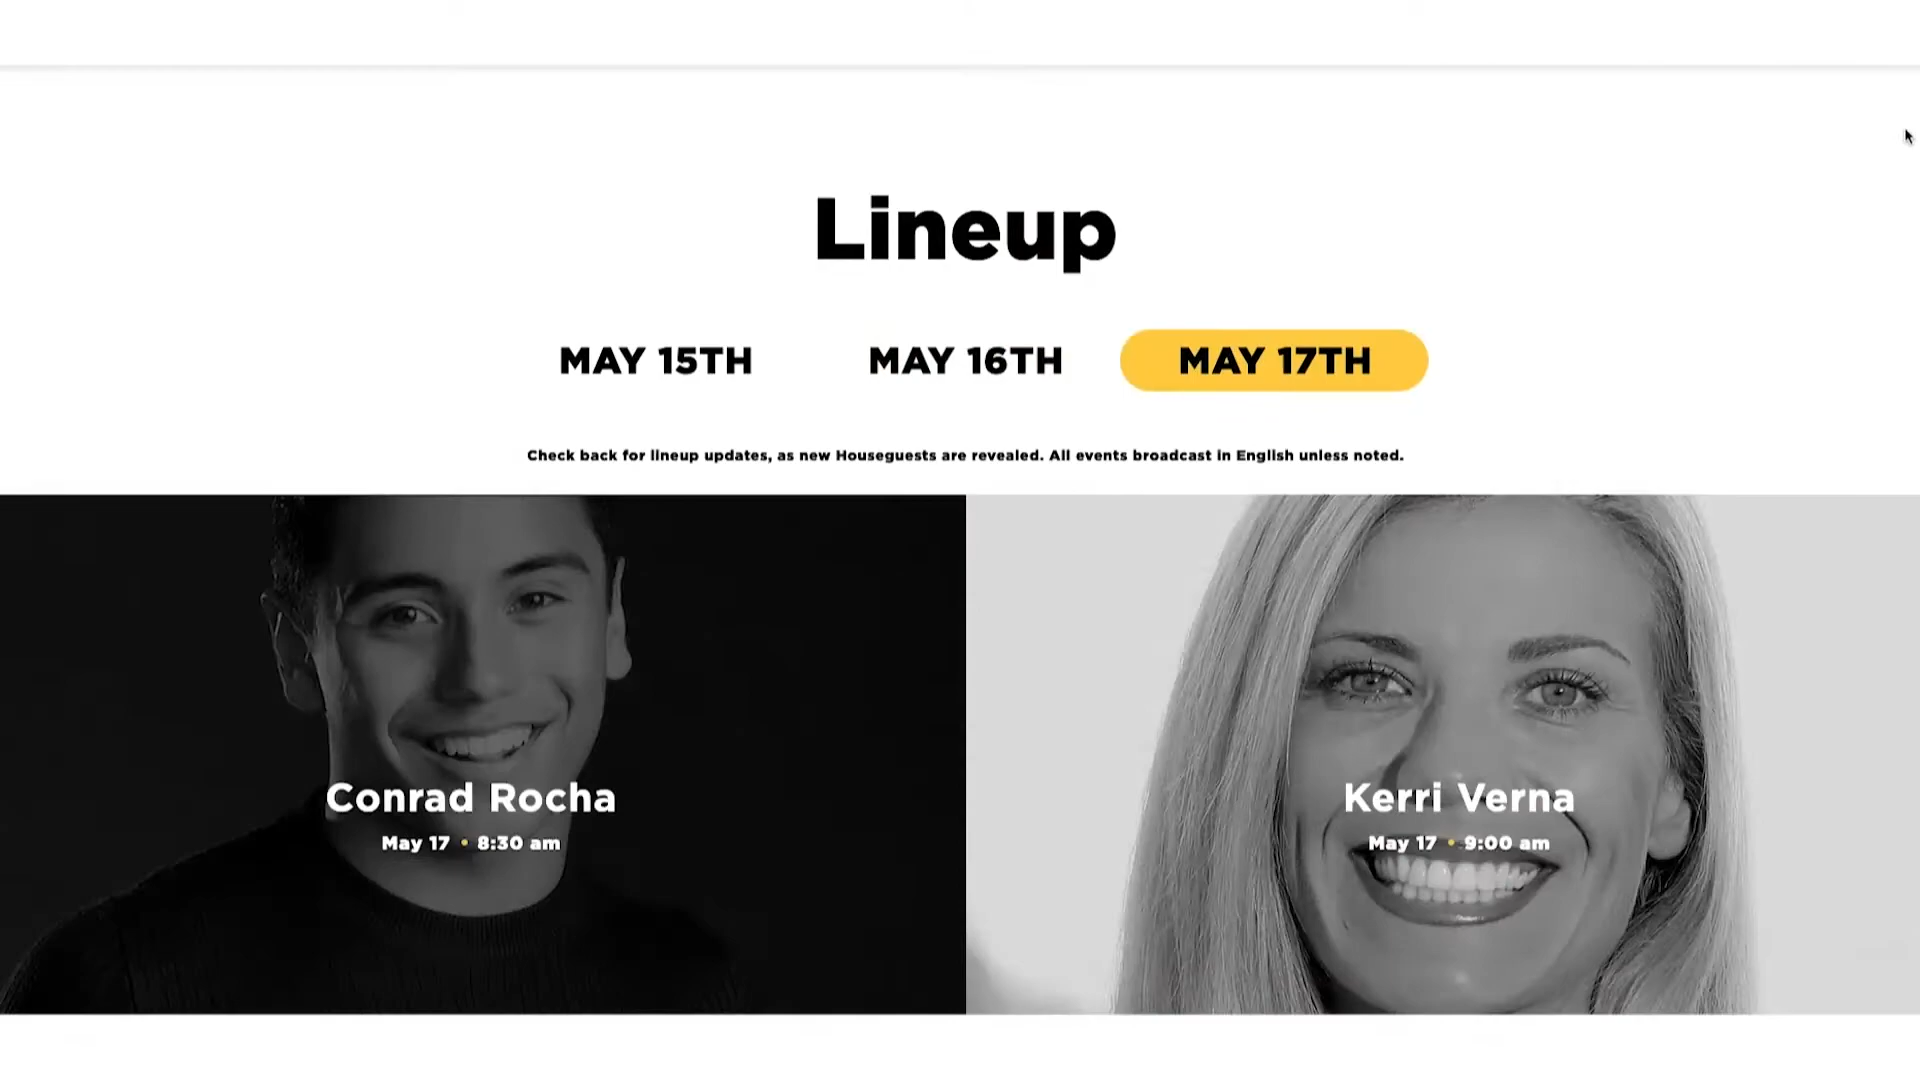 Lineup
MAY 15TH MAY 16TH MAY 17TH
Check back for lineup updates, as new Houseguests are revealed. All events broadcast in English unless noted.
Conrad Rocha
May 17 • 8:30 am
Kerri Verna
May 17 • 9:00 am